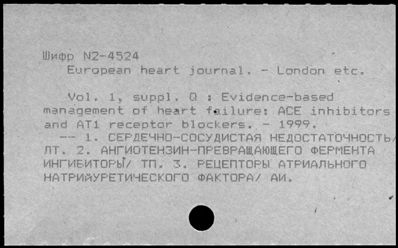 Шифр N2-4524
European heart journal. - London etc.
Vol. 1, suppl. Q : Evidence-based
management of heart failure: ACE inhibitors
and AT1 receptor blockers. - 1999.
-- 1. СЕРДЕЧНО-СОСУДИСТАЯ НЕДОСТАТОЧНОСТЬ/
ЛТ. 2. АНГИОТЕНЗИН-ПРЕВРАЩАЮЩЕГО ФЕРМЕНТА
ИНГИБИТОРЫ/ ТП. 3. РЕЦЕПТОРЫ АТРИАЛЬНОГО
НАТРИЙУРЕТИЧЕСКОГО ФАКТОРА/ АИ.